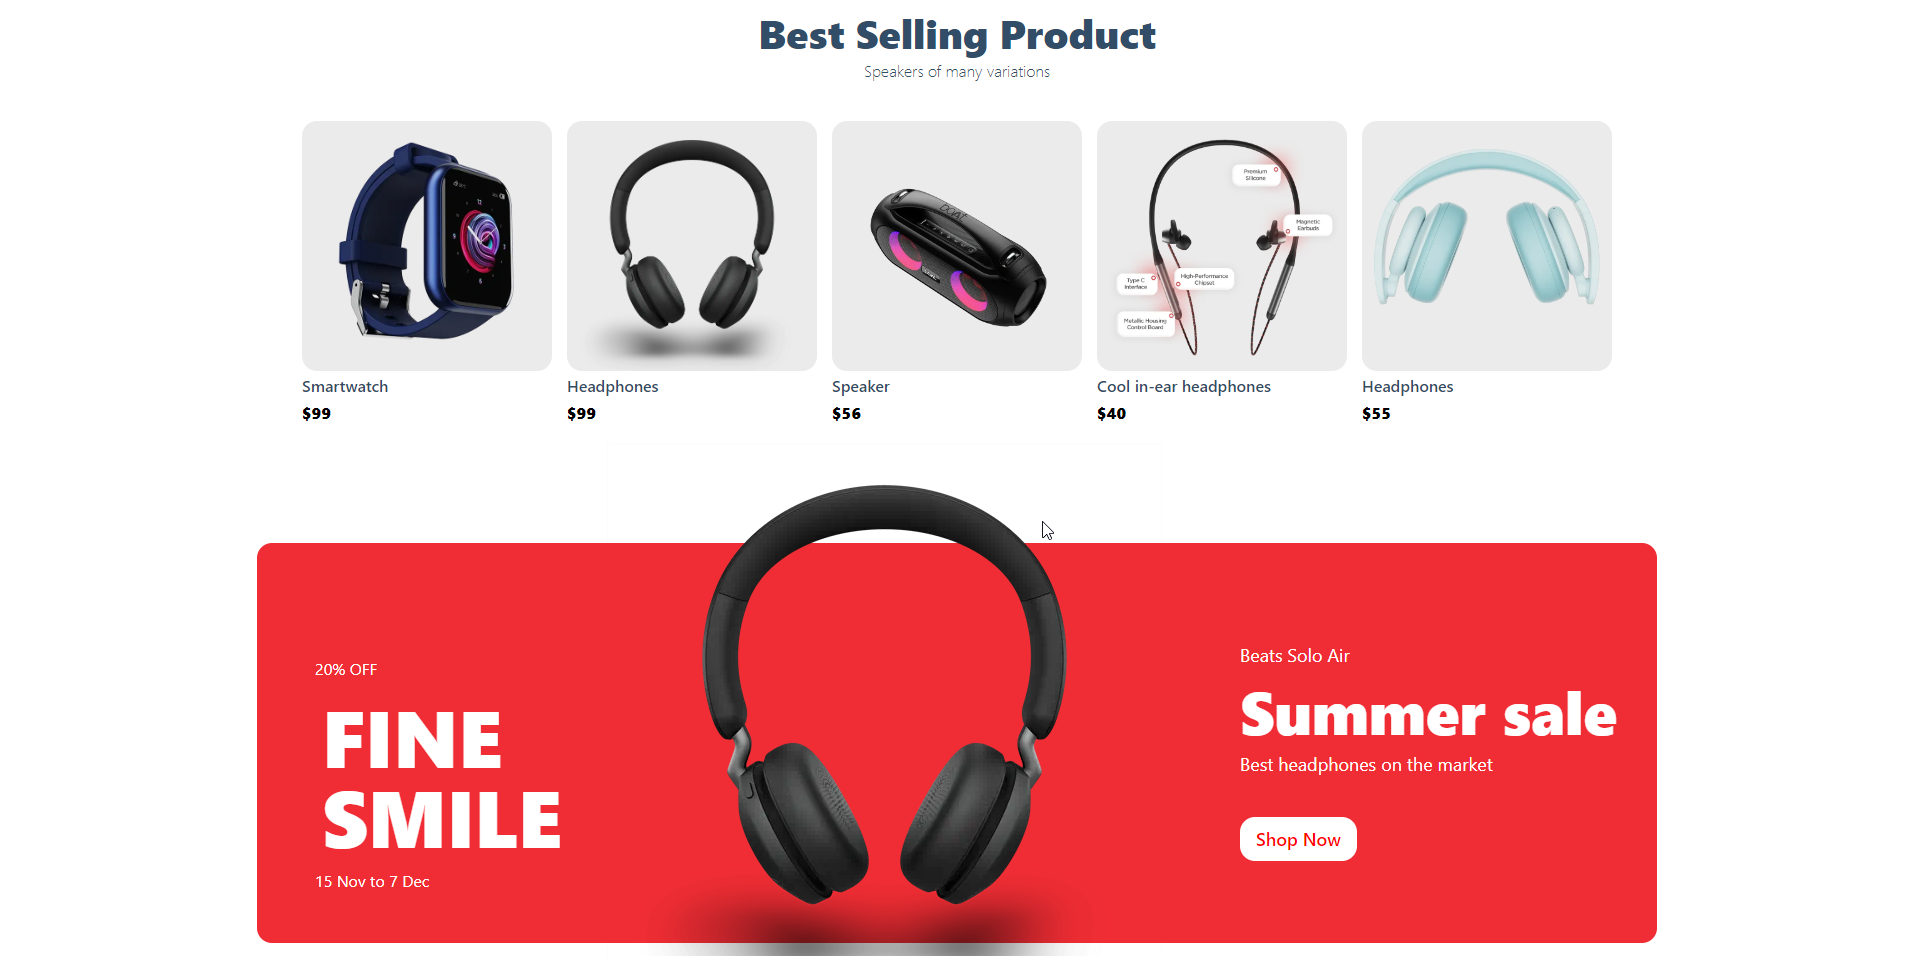 Best Selling Product
Speakers of many variations
Premium
Silicone
Magnetic
Earbuds
Type C
Interface
High-Performance
Chipset
Metallic Housing
Control Board
Smartwatch
$99
Headphones
$99
Speaker
$56
Cool in-ear headphones
$40
Headphones
$55
20% OFF
FINE
SMILE
15 Nov to 7 Dec
Beats Solo Air
Summer sale
Best headphones on the market
Shop Now